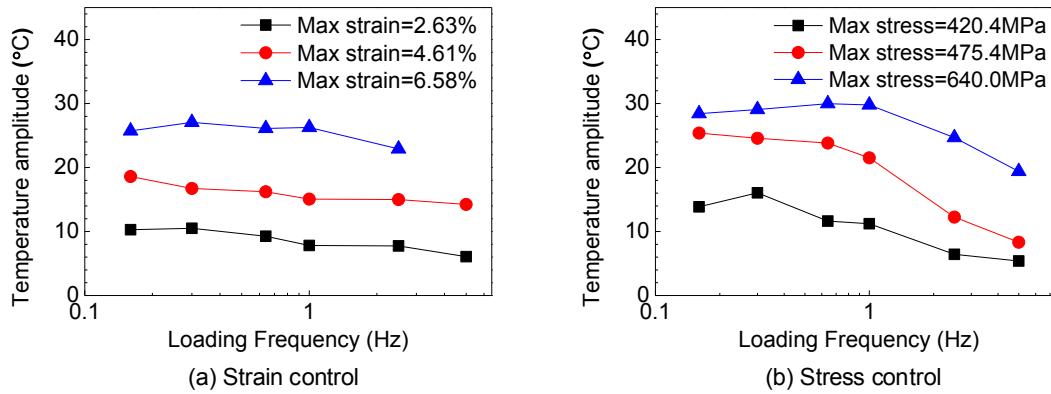 Max strain=2.63%
Max strain=4.61%
Max strain=6.58%
40
30
20
10
0
0.1
1
Temperature amplitude (°C)
Loading Frequency (Hz)
(a) Strain control
Max stress=420.4MPa
Max stress=475.4MPa
Max stress=640.0MPa
40
30
20
10
0
0.1
1
Temperature amplitude (°C)
Loading Frequency (Hz)
(b) Stress control